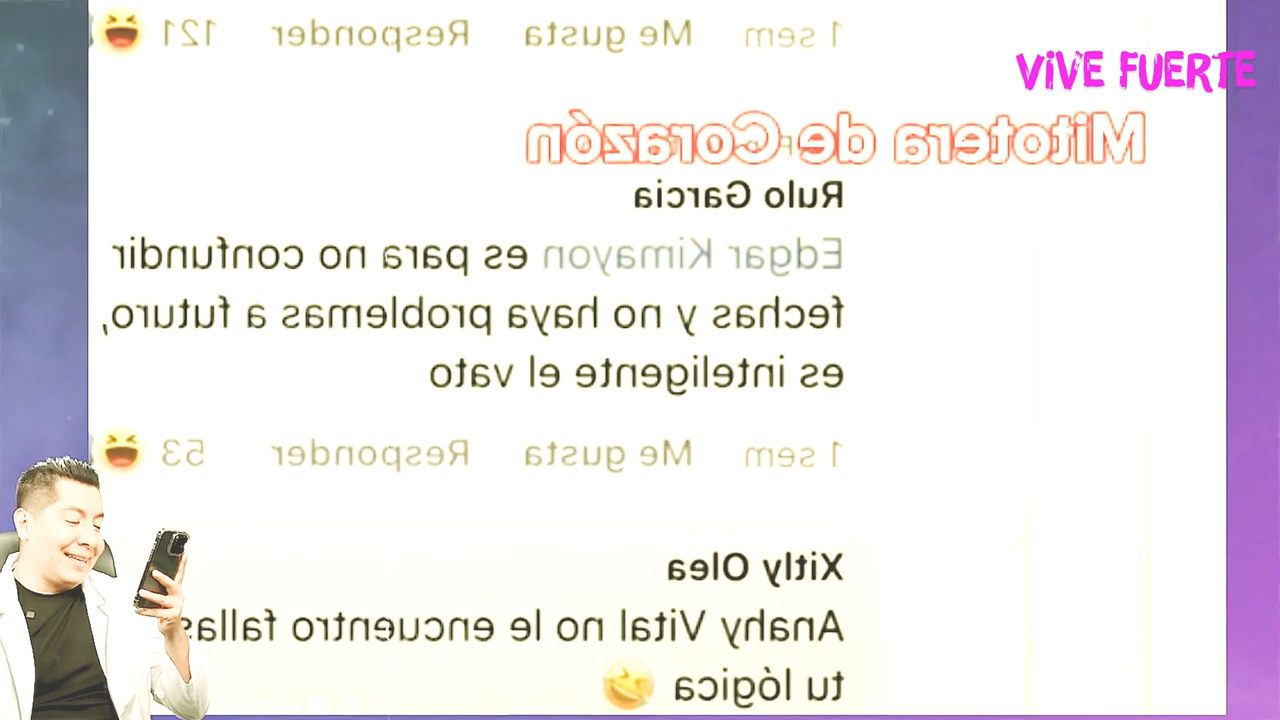 1 sem Me gusta Responder 121
VIVE FUERTE
Mitotera de Corazón
Rulo Garcia
Edgar Kimayon es para no confundir
fechas y no haya problemas a futuro,
es inteligente el vato
1 sem Me gusta Responder 53
Xitly Olea
Anahy Vital no le encuentro fallas
tu lógica